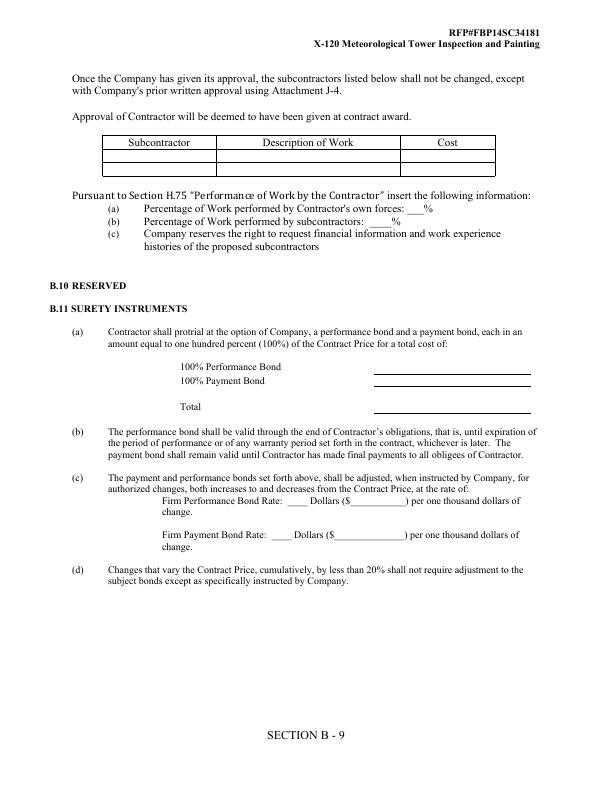 RFP#FBP14SC34181
X-120 Meteorological Tower Inspection and Painting
Once the Company has given its approval, the subcontractors listed below shall not be changed, except
with Company's prior written approval using Attachment J-4.
Approval of Contractor will be deemed to have been given at contract award.
Subcontractor Description of Work Cost
Pursuant to Section H.75 “Performance of Work by the Contractor” insert the following information:
(a) Percentage of Work performed by Contractor's own forces: ___%
(b) Percentage of Work performed by subcontractors: ____%
(c) Company reserves the right to request financial information and work experience
histories of the proposed subcontractors
B.10 RESERVED
B.11 SURETY INSTRUMENTS
(a) Contractor shall protrial at the option of Company, a performance bond and a payment bond, each in an
amount equal to one hundred percent (100%) of the Contract Price for a total cost of:
100% Performance Bond
100% Payment Bond
Total
(b) The performance bond shall be valid through the end of Contractor’s obligations, that is, until expiration of
the period of performance or of any warranty period set forth in the contract, whichever is later. The
payment bond shall remain valid until Contractor has made final payments to all obligees of Contractor.
(c) The payment and performance bonds set forth above, shall be adjusted, when instructed by Company, for
authorized changes, both increases to and decreases from the Contract Price, at the rate of:
Firm Performance Bond Rate: ____ Dollars ($___________) per one thousand dollars of
change.
Firm Payment Bond Rate: ____ Dollars ($______________) per one thousand dollars of
change.
(d) Changes that vary the Contract Price, cumulatively, by less than 20% shall not require adjustment to the
subject bonds except as specifically instructed by Company.
SECTION B - 9